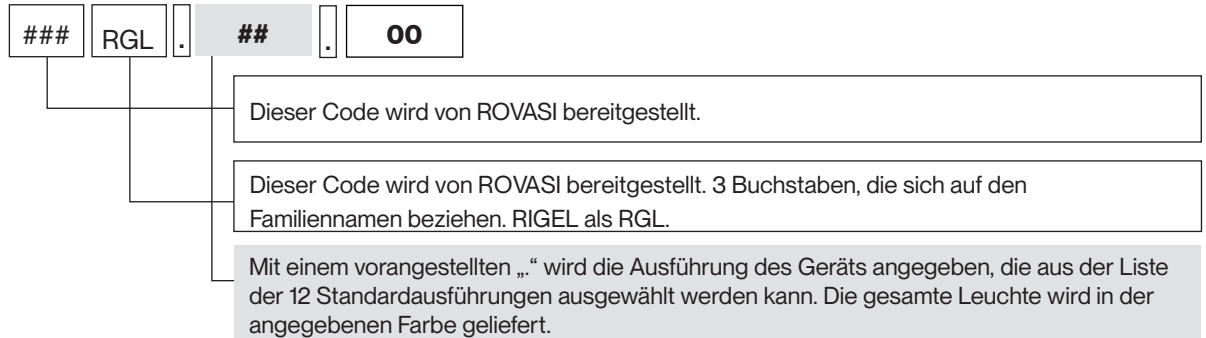 ### RGL . ## . 00
Dieser Code wird von ROVASI bereitgestellt.
Dieser Code wird von ROVASI bereitgestellt. 3 Buchstaben, die sich auf den
Familiennamen beziehen. RIGEL als RGL.
Mit einem vorangestellten „.“ wird die Ausführung des Geräts angegeben, die aus der Liste
der 12 Standardausführungen ausgewählt werden kann. Die gesamte Leuchte wird in der
angegebenen Farbe geliefert.